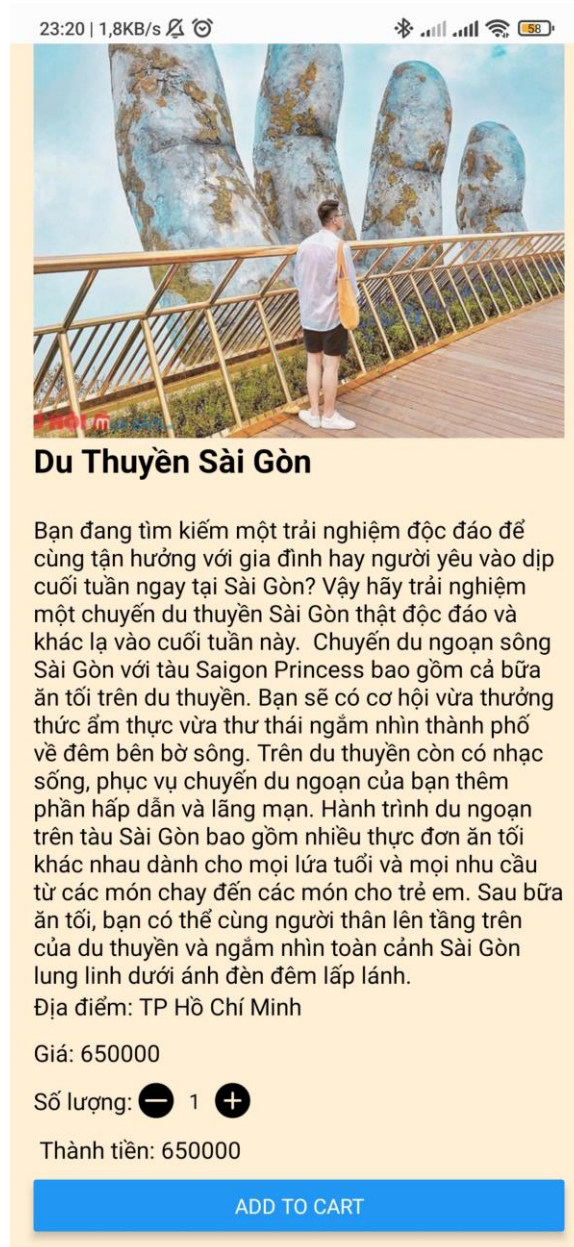 23:20 | 1,8KB/s
58
Du Thuyền Sài Gòn
Bạn đang tìm kiếm một trải nghiệm độc đáo để
cùng tận hưởng với gia đình hay người yêu vào dịp
cuối tuần ngay tại Sài Gòn? Vậy hãy trải nghiệm
một chuyến du thuyền Sài Gòn thật độc đáo và
khác lạ vào cuối tuần này.  Chuyến du ngoạn sông
Sài Gòn với tàu Saigon Princess bao gồm cả bữa
ăn tối trên du thuyền. Bạn sẽ có cơ hội vừa thưởng
thức ẩm thực vừa thư thái ngắm nhìn thành phố
về đêm bên bờ sông. Trên du thuyền còn có nhạc
sống, phục vụ chuyến du ngoạn của bạn thêm
phần hấp dẫn và lãng mạn. Hành trình du ngoạn
trên tàu Sài Gòn bao gồm nhiều thực đơn ăn tối
khác nhau dành cho mọi lứa tuổi và mọi nhu cầu
từ các món chay đến các món cho trẻ em. Sau bữa
ăn tối, bạn có thể cùng người thân lên tầng trên
của du thuyền và ngắm nhìn toàn cảnh Sài Gòn
lung linh dưới ánh đèn đêm lấp lánh.
Địa điểm: TP Hồ Chí Minh
Giá: 650000
Số lượng: 1
Thành tiền: 650000
ADD TO CART